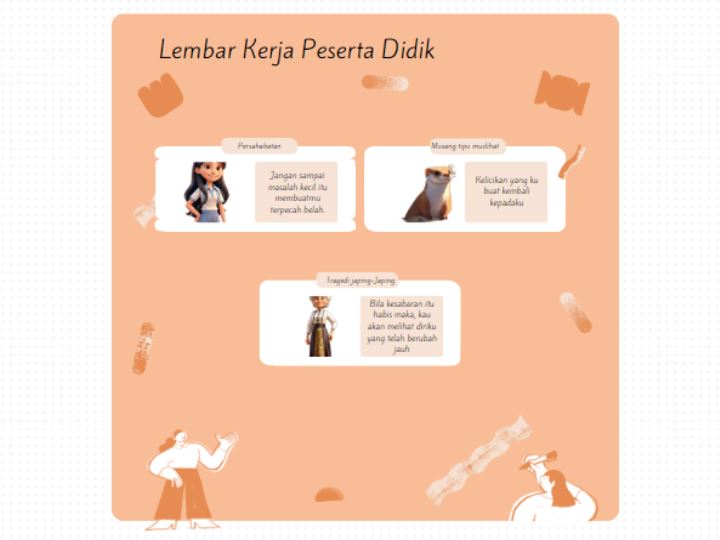 Lembar Kerja Peserta Didik
Persahabatan
Jangan sampai
masalah kecil itu
membuatmu
terpecah belah.
Musang tipu muslihat
Kelicikan yang ku
buat kembali
kepadaku
Tragedi japing-Japing
Bila kesabaran itu
habis maka, kau
akan melihat diriku
yang telah berubah
jauh